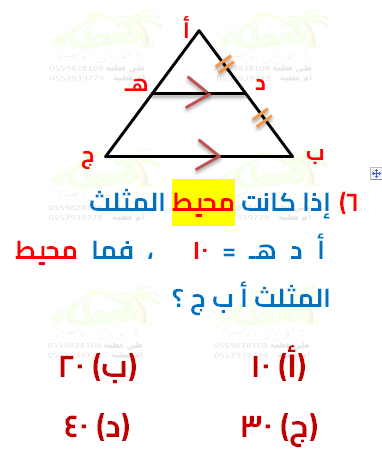 أ
هـ د
ج ب
٦) إذا كانت محيط المثلث
أ د هـ = ١٠ ، فما محيط
المثلث أ ب ج ؟
(أ) ١٠ (ب) ٢٠
(ج) ٣٠ (د) ٤٠